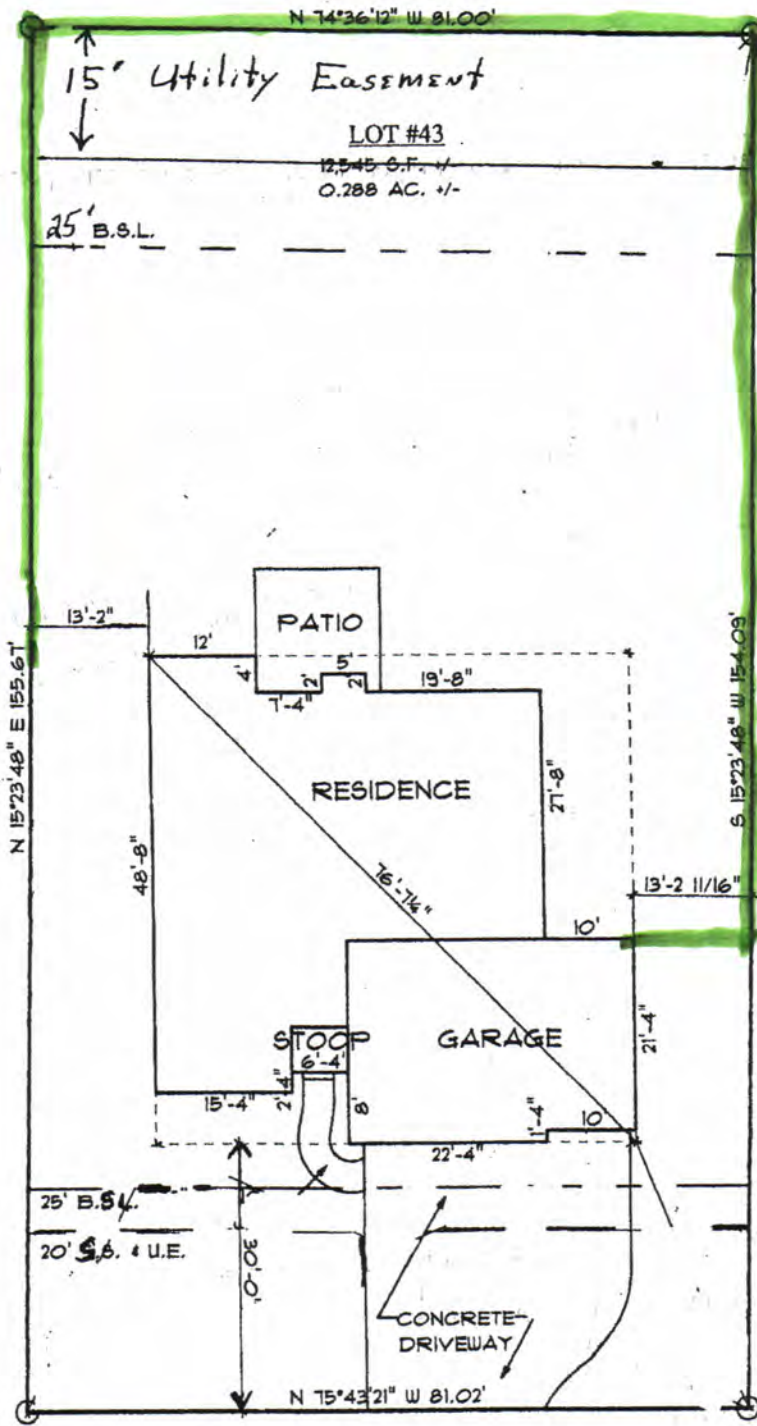 N 74°36'12" W 81.00'
15' Utility Easement
LOT #43
12,545 S.F. +/-
0.288 AC. +/-
25' B.S.L.
13'-2"
12'
PATIO
4'
7'-4"
2'
5'
2'
19'-8"
N 15°23'48" E 155.67'
S 15°23'48" W 154.09'
RESIDENCE
27'-8"
48'-8"
76'-7¼"
13'-2 11/16"
10'
STOOP
6'-4"
GARAGE
21'-4"
15'-4"
2'-4"
8'
22'-4"
1'-4"
10'
25' B.S.L.
20' S.S. & U.E.
30'-0"
CONCRETE
DRIVEWAY
N 75°43'21" W 81.02'